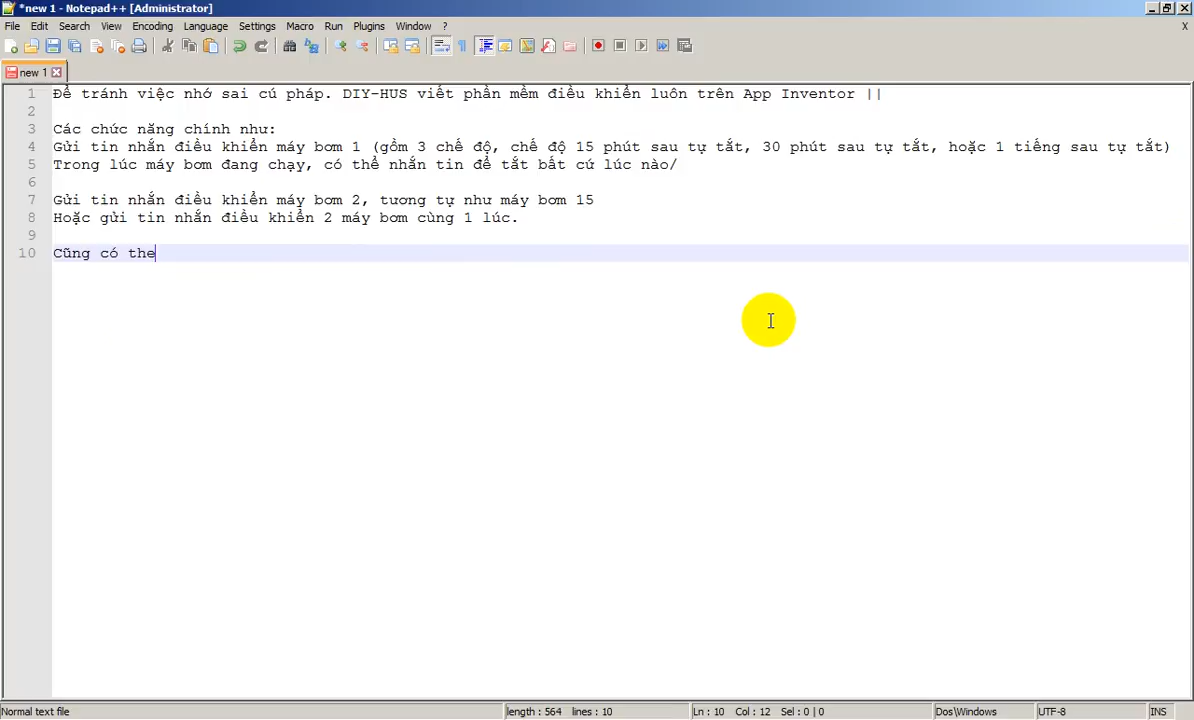 *new 1 - Notepad++ [Administrator]
File Edit Search View Encoding Language Settings Macro Run Plugins Window ? X
new 1
1 Để tránh việc nhớ sai cú pháp. DIY-HUS viết phần mềm điều khiển luôn trên App Inventor ||
2
3 Các chức năng chính như:
4 Gửi tin nhắn điều khiển máy bơm 1 (gồm 3 chế độ, chế độ 15 phút sau tự tắt, 30 phút sau tự tắt, hoặc 1 tiếng sau tự tắt)
5 Trong lúc máy bơm đang chạy, có thể nhắn tin để tắt bất cứ lúc nào/
6
7 Gửi tin nhắn điều khiển máy bơm 2, tương tự như máy bơm 15
8 Hoặc gửi tin nhắn điều khiển 2 máy bơm cùng 1 lúc.
9
10 Cũng có the
Normal text file length : 564 lines : 10 Ln : 10 Col : 12 Sel : 0 | 0 Dos\Windows UTF-8 INS